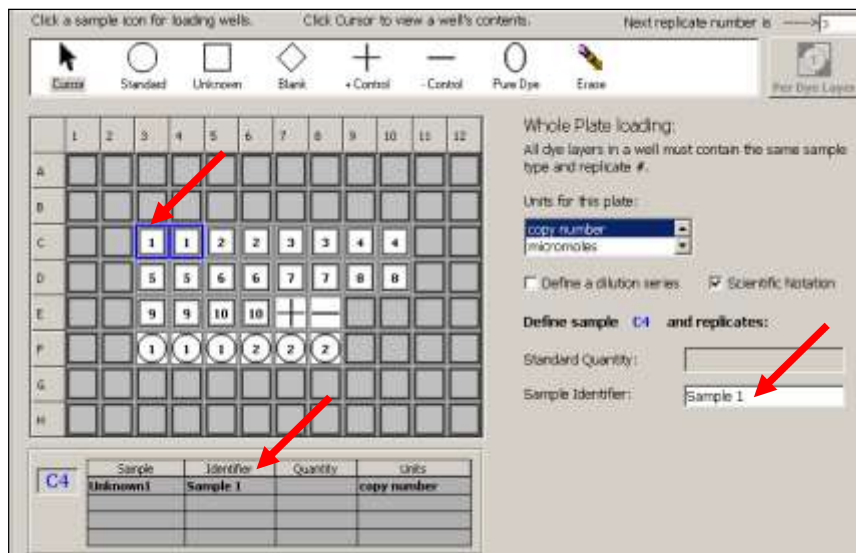 Click a sample icon for loading wells. Click Cursor to view a well's contents. Next replicate number is ---->3
Cursor Standard Unknown Blank +Control -Control Pure Dye Erase
Per Dye Layer
1 2 3 4 5 6 7 8 9 10 11 12
A
B
C 1 1 2 2 3 3 4 4
D 5 5 6 6 7 7 8 8
E 9 9 10 10 + −
F 1 1 1 2 2 2
G
H
Whole Plate loading:
All dye layers in a well must contain the same sample
type and replicate #.
Units for this plate:
copy number
micromoles
Define a dilution series Scientific Notation
Define sample C4 and replicates:
Standard Quantity:
Sample Identifier: Sample 1
C4
Sample Identifier Quantity Units
Unknown1 Sample 1 copy number